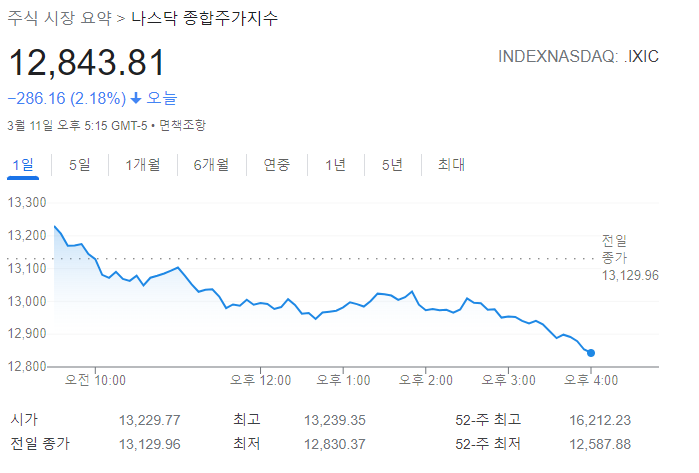 주식 시장 요약 > 나스닥 종합주가지수
12,843.81 INDEXNASDAQ: .IXIC
−286.16 (2.18%) ↓ 오늘
3월 11일 오후 5:15 GMT-5 • 면책조항
1일 5일 1개월 6개월 연중 1년 5년 최대
13,300
13,200
전일
종가
13,129.96
13,100
13,000
12,900
12,800
오전 10:00 오후 12:00 오후 1:00 오후 2:00 오후 3:00 오후 4:00
시가 13,229.77 최고 13,239.35 52-주 최고 16,212.23
전일 종가 13,129.96 최저 12,830.37 52-주 최저 12,587.88